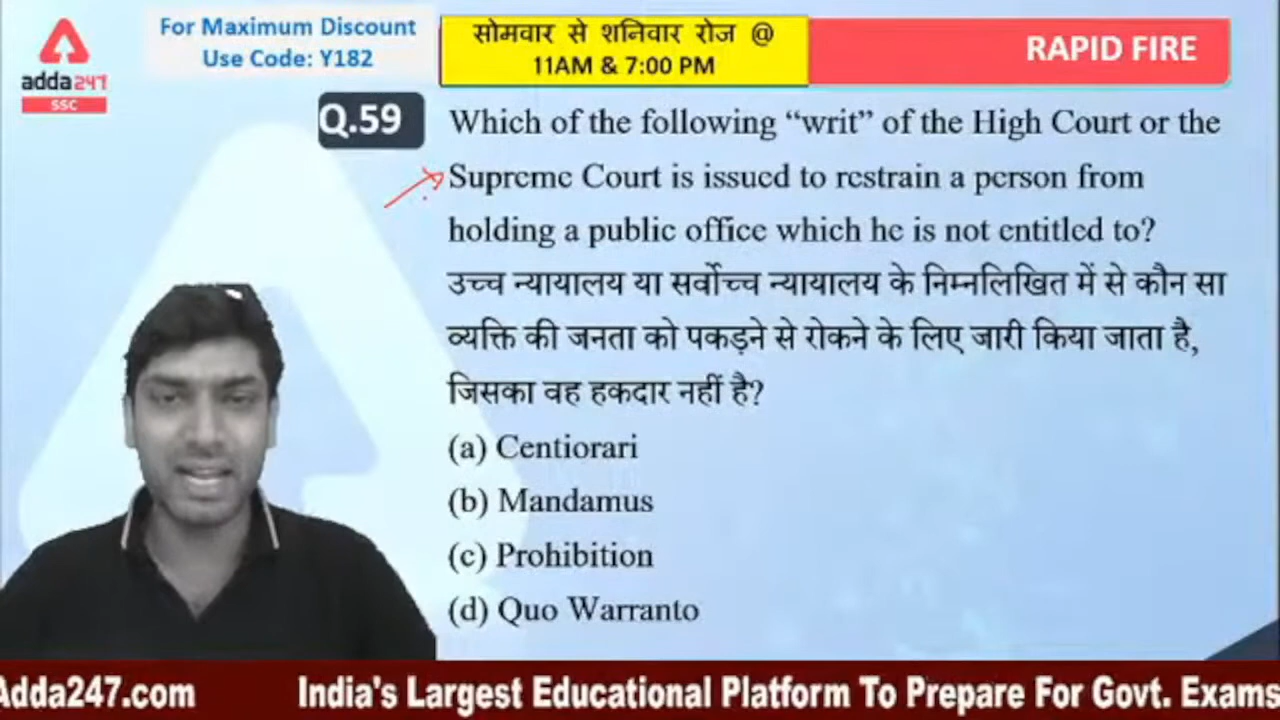 adda247
SSC
For Maximum Discount
Use Code: Y182
सोमवार से शनिवार रोज @
11AM & 7:00 PM
RAPID FIRE
Q.59
Which of the following “writ” of the High Court or the
Supreme Court is issued to restrain a person from
holding a public office which he is not entitled to?
उच्च न्यायालय या सर्वोच्च न्यायालय के निम्नलिखित में से कौन सा
व्यक्ति की जनता को पकड़ने से रोकने के लिए जारी किया जाता है,
जिसका वह हकदार नहीं है?
(a) Centiorari
(b) Mandamus
(c) Prohibition
(d) Quo Warranto
Adda247.com
India's Largest Educational Platform To Prepare For Govt. Exams